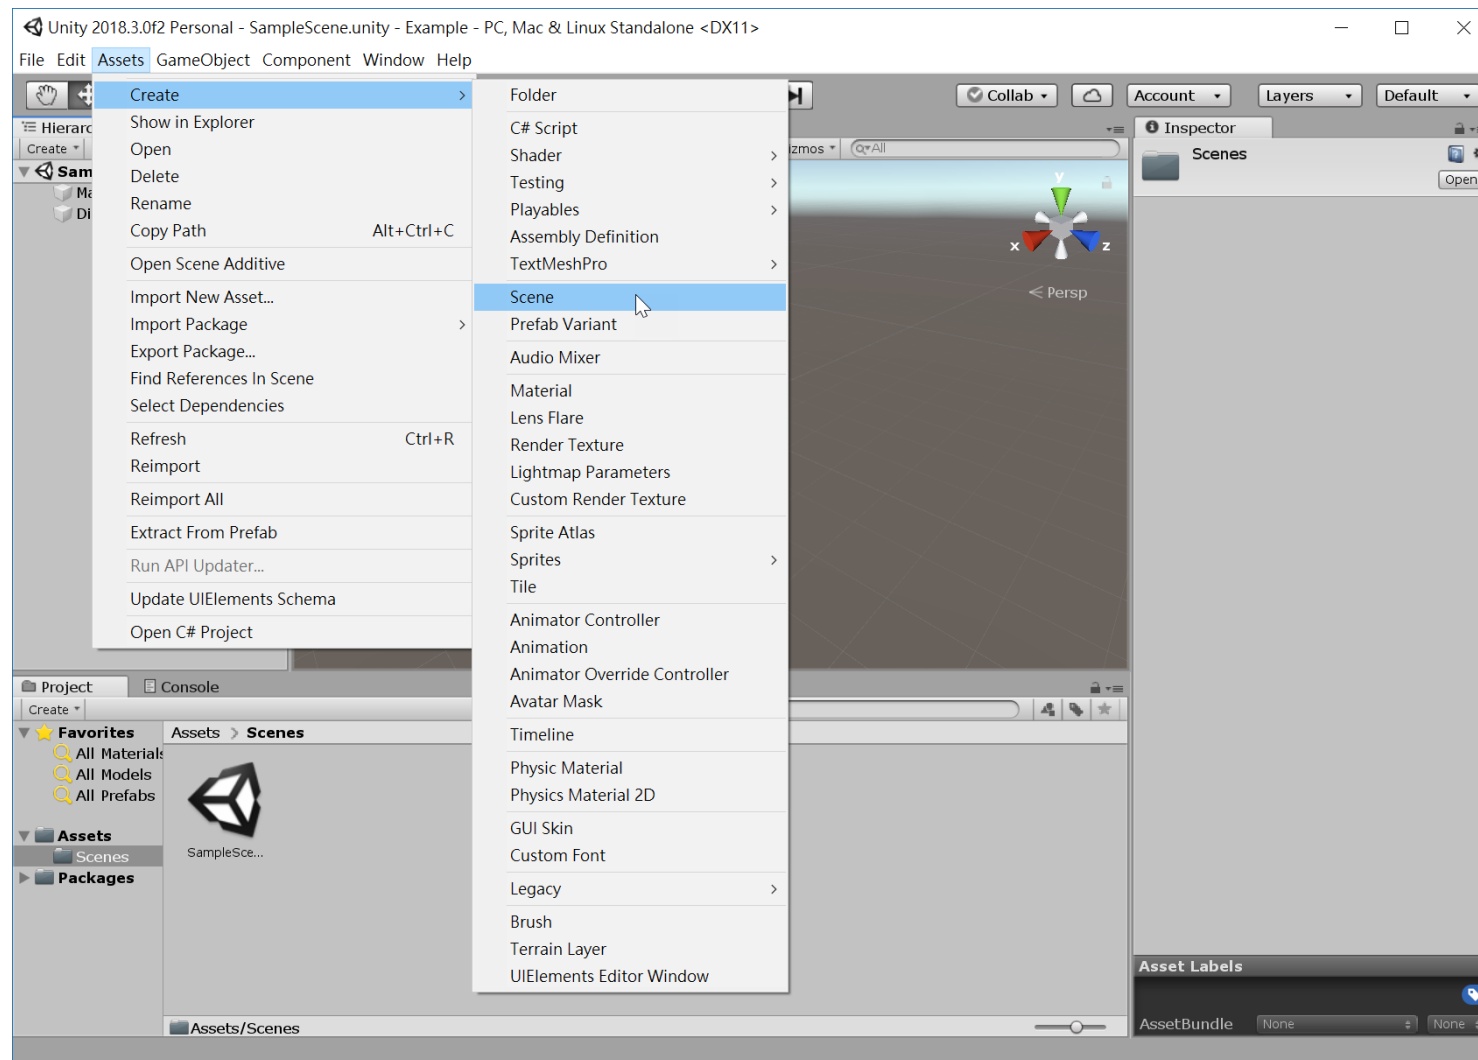 Unity 2018.3.0f2 Personal - SampleScene.unity - Example - PC, Mac & Linux Standalone <DX11>
File Edit Assets GameObject Component Window Help
Collab
Account
Layers
Default
Create
Show in Explorer
Open
Delete
Rename
Copy Path Alt+Ctrl+C
Open Scene Additive
Import New Asset...
Import Package
Export Package...
Find References In Scene
Select Dependencies
Refresh Ctrl+R
Reimport
Reimport All
Extract From Prefab
Run API Updater...
Update UIElements Schema
Open C# Project
Folder
C# Script
Shader
Testing
Playables
Assembly Definition
TextMeshPro
Scene
Prefab Variant
Audio Mixer
Material
Lens Flare
Render Texture
Lightmap Parameters
Custom Render Texture
Sprite Atlas
Sprites
Tile
Animator Controller
Animation
Animator Override Controller
Avatar Mask
Timeline
Physic Material
Physics Material 2D
GUI Skin
Custom Font
Legacy
Brush
Terrain Layer
UIElements Editor Window
Hierarc
Create
Sam
Ma
Di
izmos
All
y
x
z
Persp
Inspector
Scenes
Open
Project
Console
Create
Favorites
All Materials
All Models
All Prefabs
Assets
Scenes
Packages
Assets > Scenes
SampleSce...
Assets/Scenes
Asset Labels
AssetBundle None None